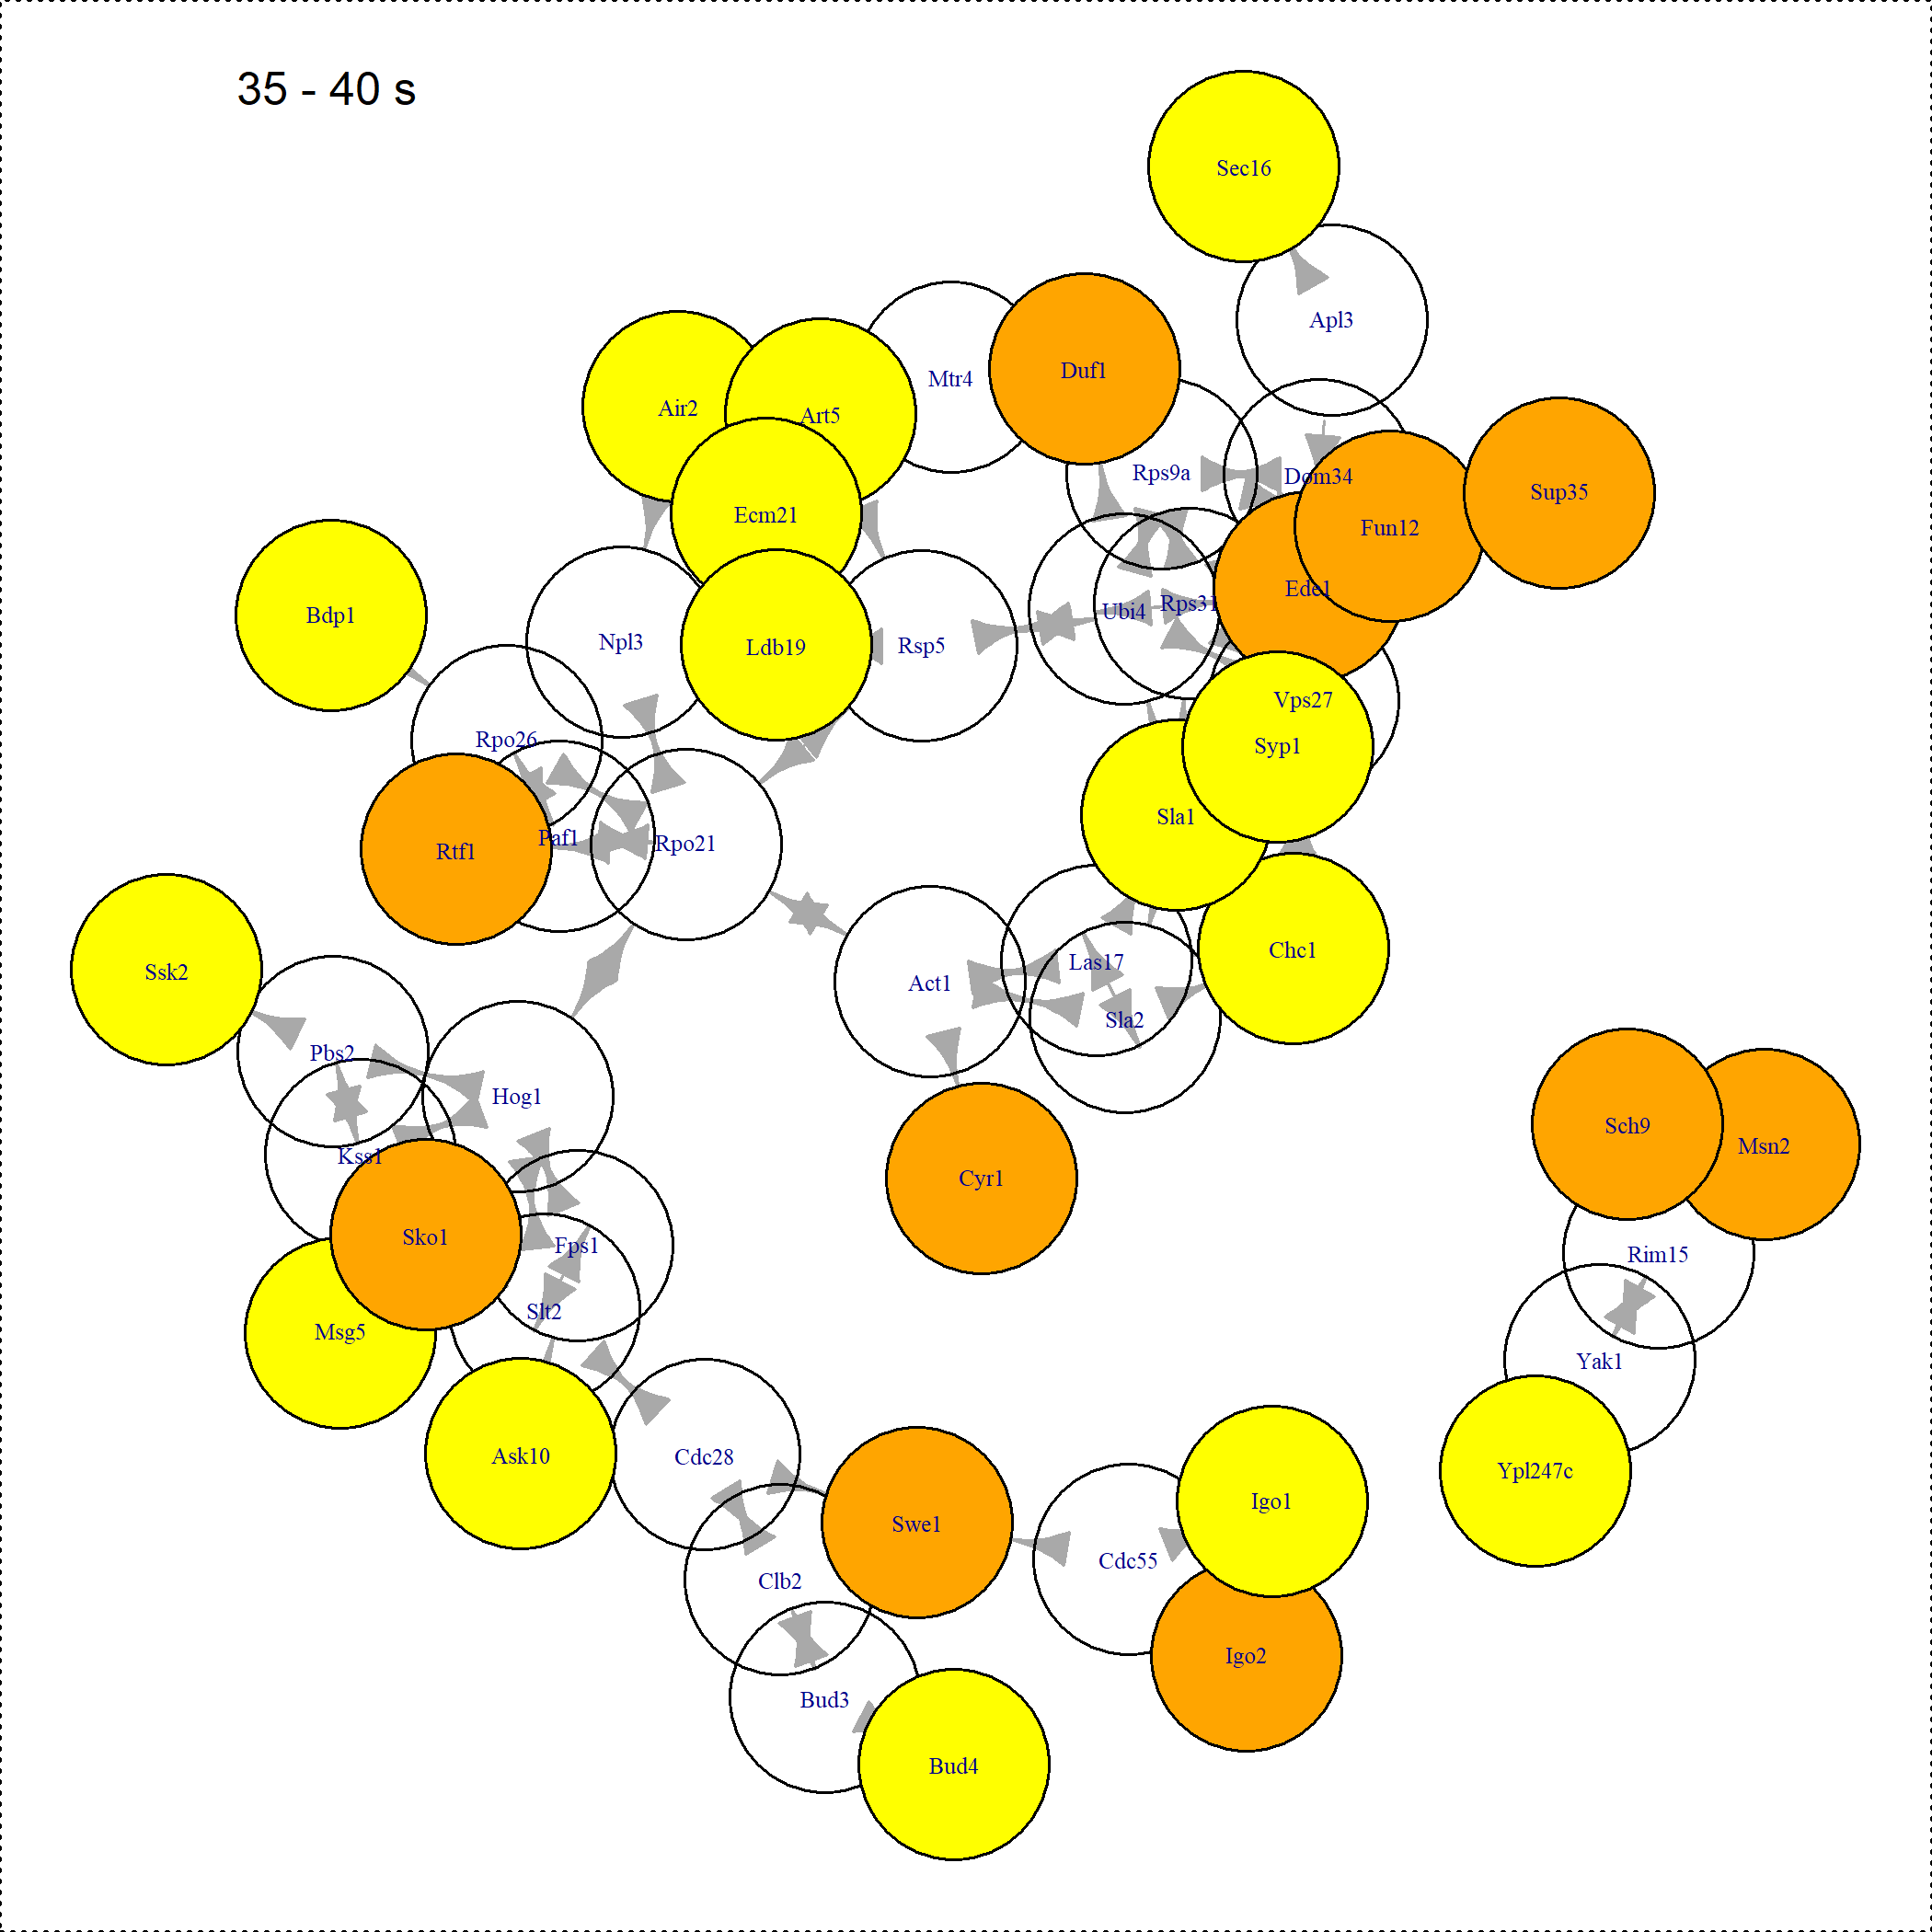 35 - 40 s
Sec16
Apl3
Duf1
Mtr4
Air2
Art5
Rps9a
Dom34
Sup35
Ecm21
Fun12
Ede1
Rps31
Ubi4
Bdp1
Npl3
Rsp5
Ldb19
Vps27
Rpo26
Syp1
Sla1
Paf1
Rpo21
Rtf1
Chc1
Las17
Ssk2
Act1
Sla2
Pbs2
Hog1
Sch9
Msn2
Kss1
Cyr1
Sko1
Fps1
Rim15
Slt2
Msg5
Yak1
Ask10
Cdc28
Ypl247c
Igo1
Swe1
Cdc55
Clb2
Igo2
Bud3
Bud4